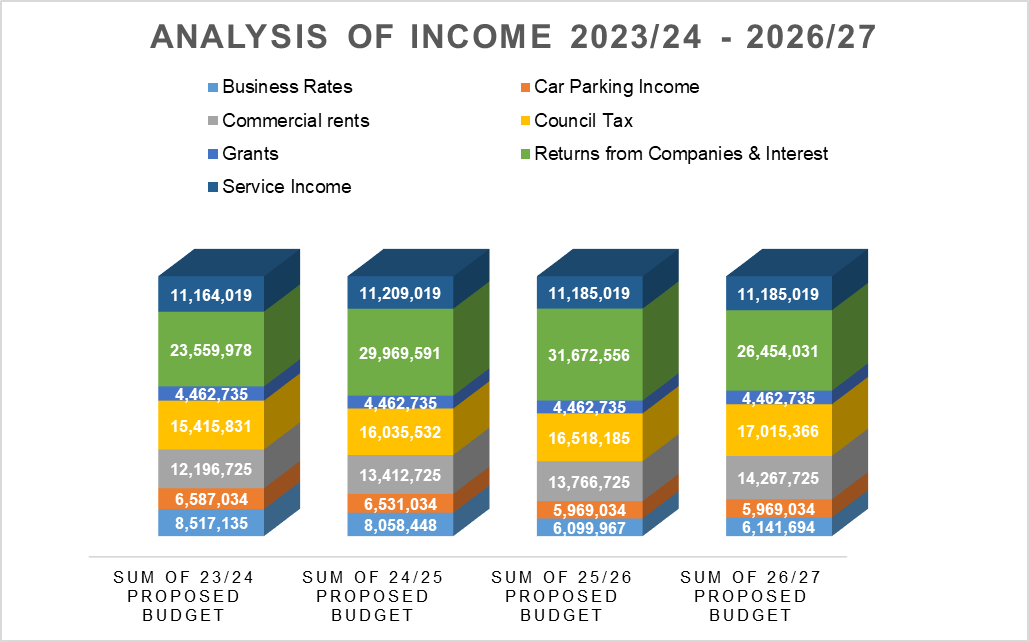 ANALYSIS OF INCOME 2023/24 - 2026/27
Business Rates
Car Parking Income
Commercial rents
Council Tax
Grants
Returns from Companies & Interest
Service Income
11,164,019
23,559,978
4,462,735
15,415,831
12,196,725
6,587,034
8,517,135
11,209,019
29,969,591
4,462,735
16,035,532
13,412,725
6,531,034
8,058,448
11,185,019
31,672,556
4,462,735
16,518,185
13,766,725
5,969,034
6,099,967
11,185,019
26,454,031
4,462,735
17,015,366
14,267,725
5,969,034
6,141,694
SUM OF 23/24
PROPOSED
BUDGET
SUM OF 24/25
PROPOSED
BUDGET
SUM OF 25/26
PROPOSED
BUDGET
SUM OF 26/27
PROPOSED
BUDGET